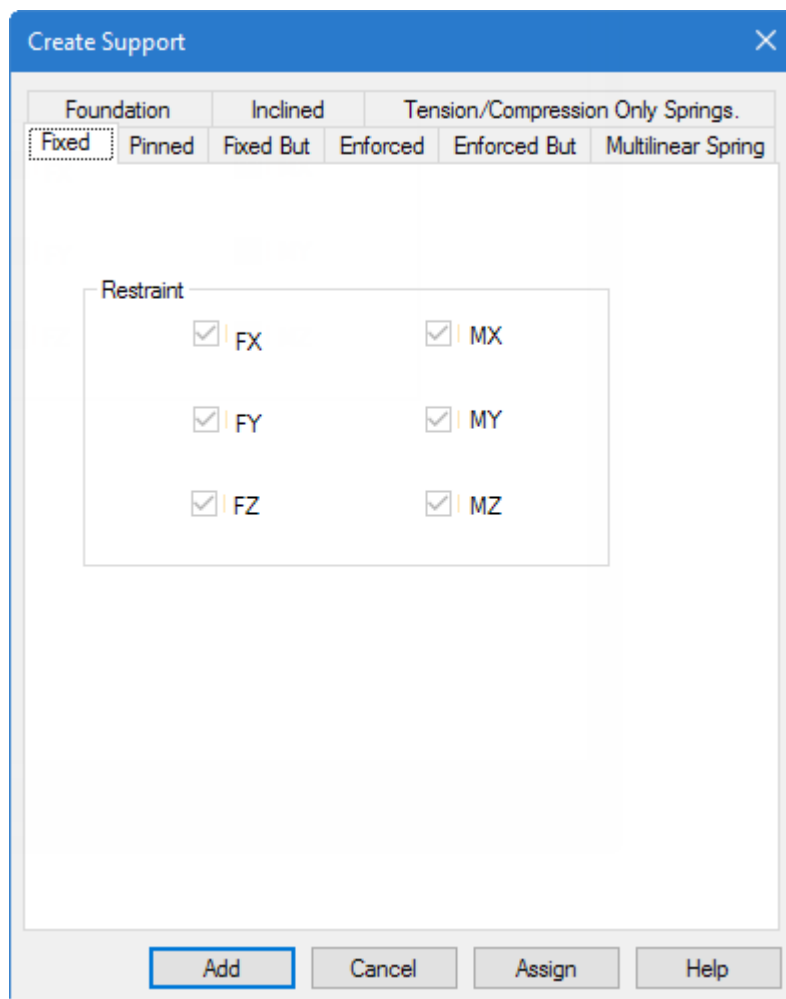 Create Support
Foundation Inclined Tension/Compression Only Springs.
Fixed Pinned Fixed But Enforced Enforced But Multilinear Spring
Restraint
FX MX
FY MY
FZ MZ
Add Cancel Assign Help